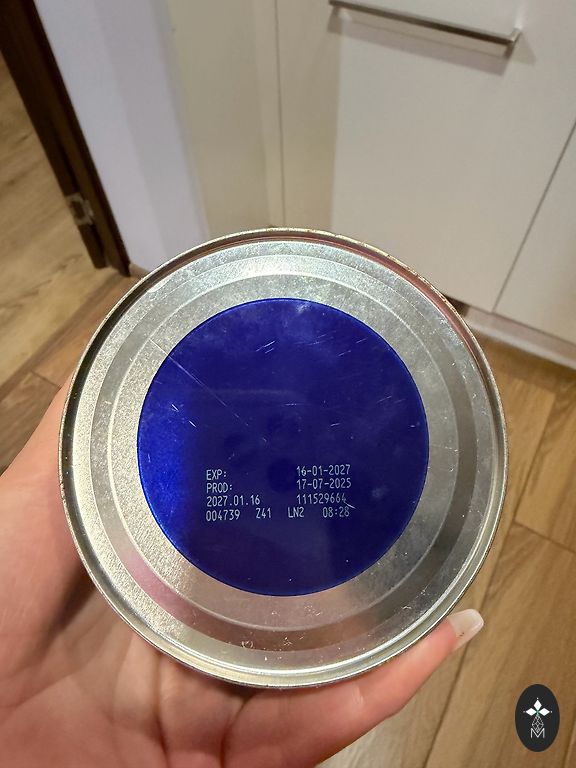 EXP: 16-01-2027
PROD: 17-07-2025
2027.01.16 111529664
004739 Z41 LN2 08:28
M